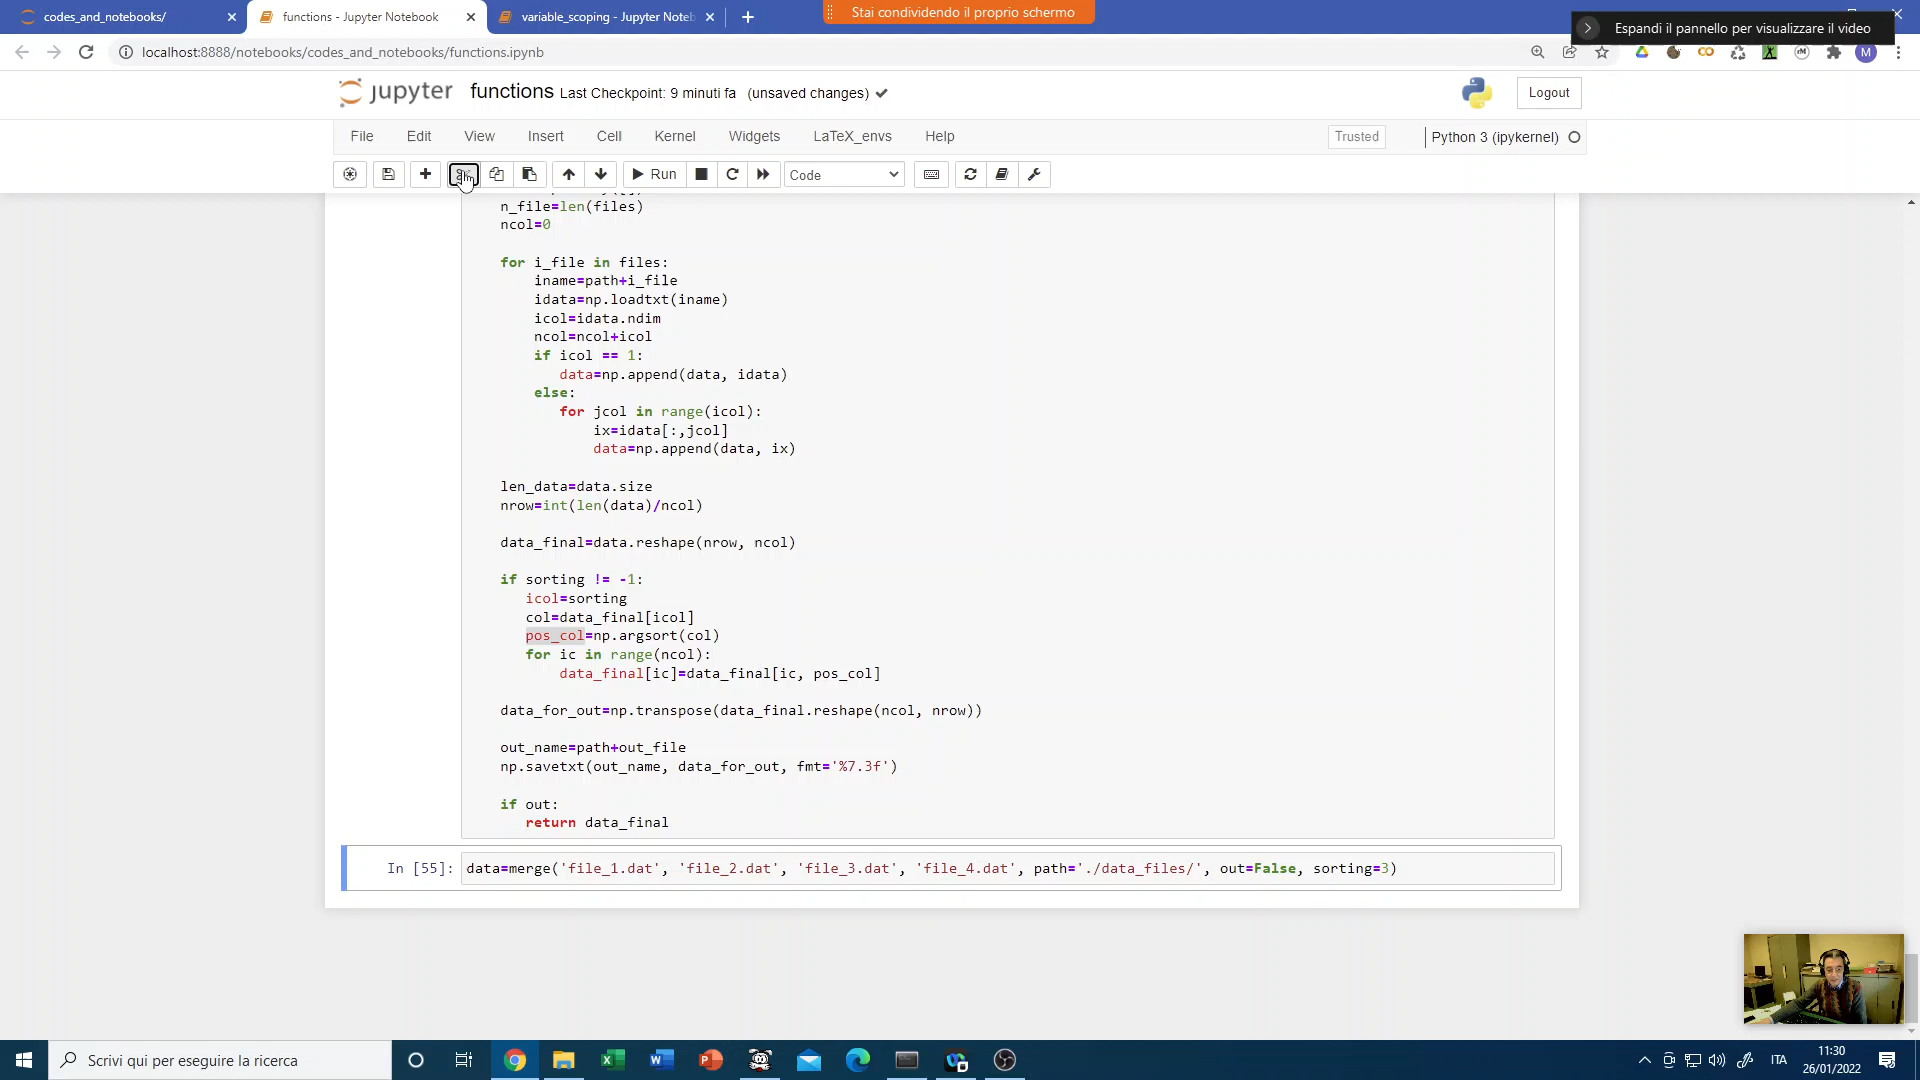 codes_and_notebooks/
functions - Jupyter Notebook
variable_scoping - Jupyter Noteb
Stai condividendo il proprio schermo
Espandi il pannello per visualizzare il video
localhost:8888/notebooks/codes_and_notebooks/functions.ipynb
jupyter functions Last Checkpoint: 9 minuti fa (unsaved changes)
Logout
File Edit View Insert Cell Kernel Widgets LaTeX_envs Help
Trusted
Python 3 (ipykernel)
Run
Code
n_file=len(files)
ncol=0
for i_file in files:
iname=path+i_file
idata=np.loadtxt(iname)
icol=idata.ndim
ncol=ncol+icol
if icol == 1:
data=np.append(data, idata)
else:
for jcol in range(icol):
ix=idata[:,jcol]
data=np.append(data, ix)
len_data=data.size
nrow=int(len(data)/ncol)
data_final=data.reshape(nrow, ncol)
if sorting != -1:
icol=sorting
col=data_final[icol]
pos_col=np.argsort(col)
for ic in range(ncol):
data_final[ic]=data_final[ic, pos_col]
data_for_out=np.transpose(data_final.reshape(ncol, nrow))
out_name=path+out_file
np.savetxt(out_name, data_for_out, fmt='%7.3f')
if out:
return data_final
In [55]: data=merge('file_1.dat', 'file_2.dat', 'file_3.dat', 'file_4.dat', path='./data_files/', out=False, sorting=3)
Scrivi qui per eseguire la ricerca
ITA
11:30
26/01/2022